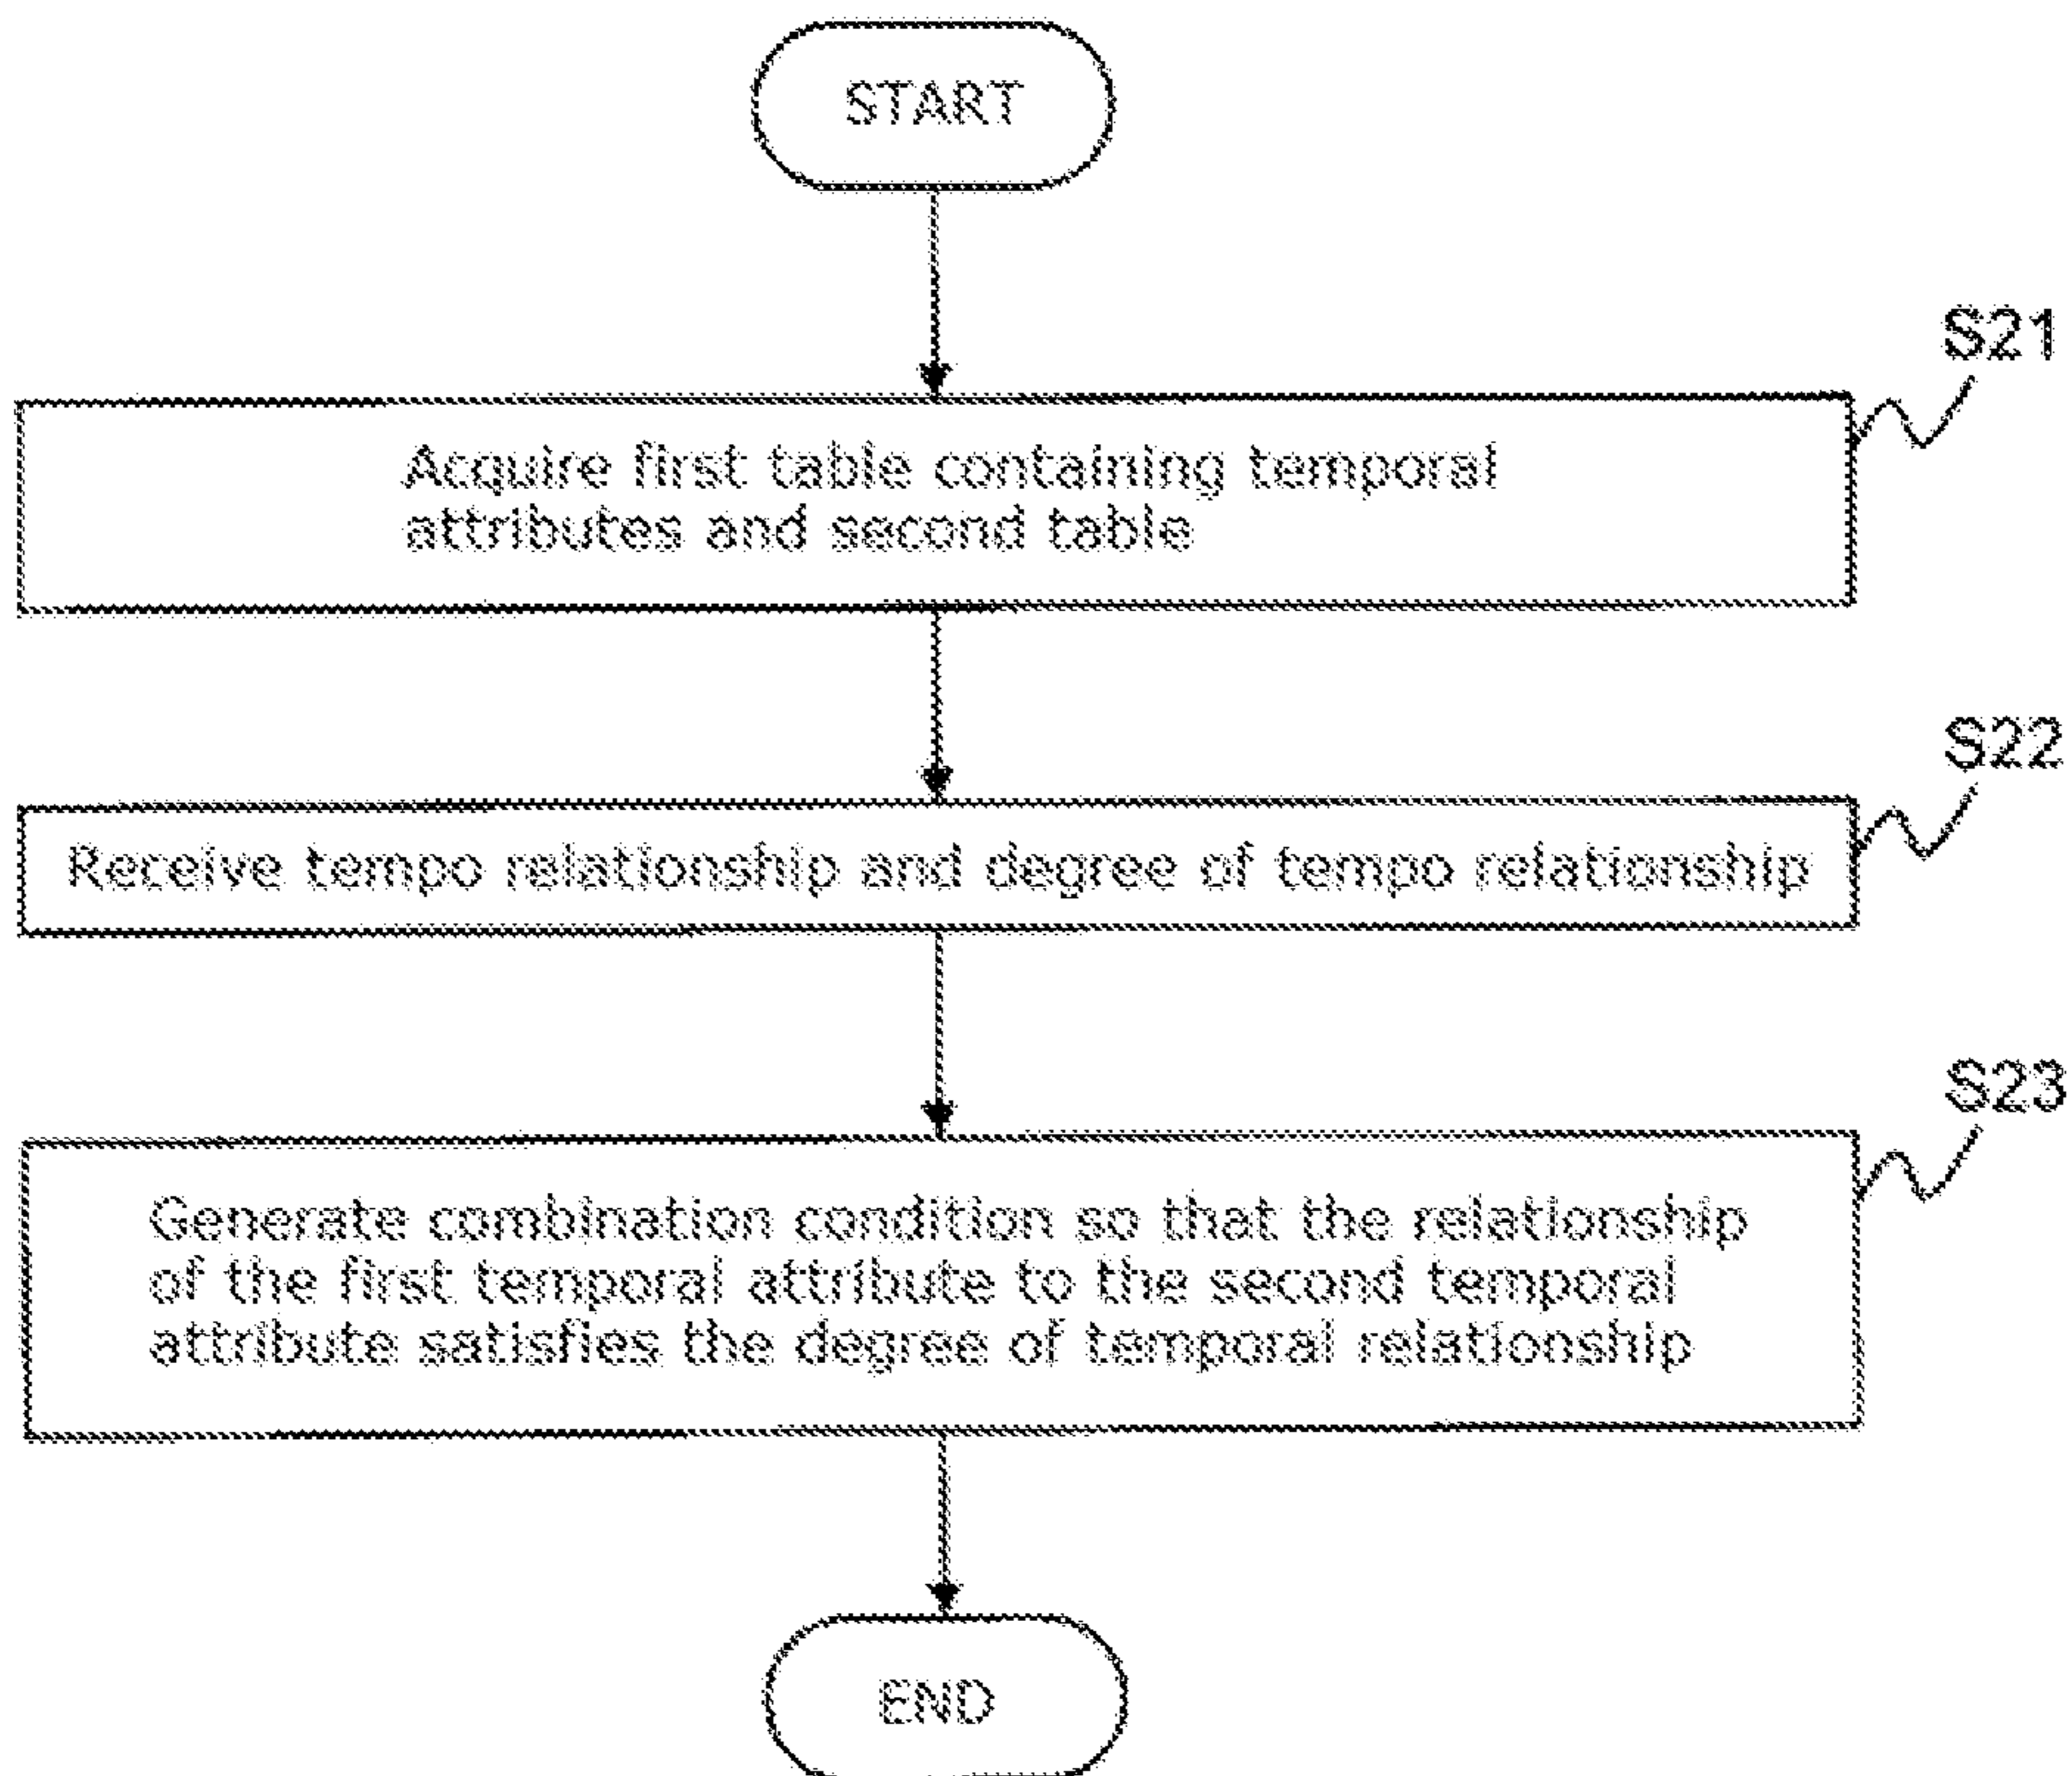 START
S21
Acquire first table containing temporal
attributes and second table
S22
Receive tempo relationship and degree of tempo relationship
S23
Generate combination condition so that the relationship
of the first temporal attribute to the second temporal
attribute satisfies the degree of temporal relationship
END